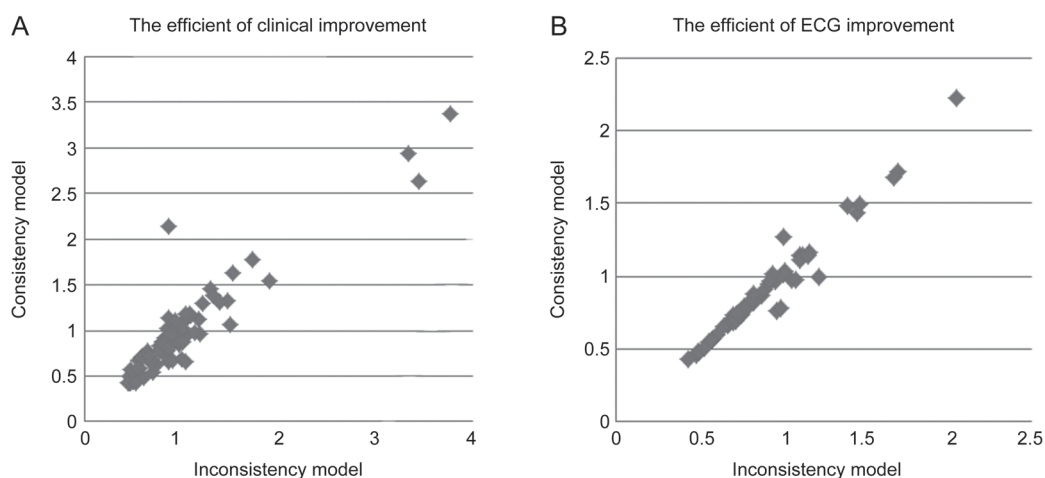 A The efficient of clinical improvement
4
3.5
3
2.5
2
1.5
1
0.5
0
Consistency model
0 1 2 3 4
Inconsistency model
B The efficient of ECG improvement
2.5
2
1.5
1
0.5
0
Consistency model
0 0.5 1 1.5 2 2.5
Inconsistency model